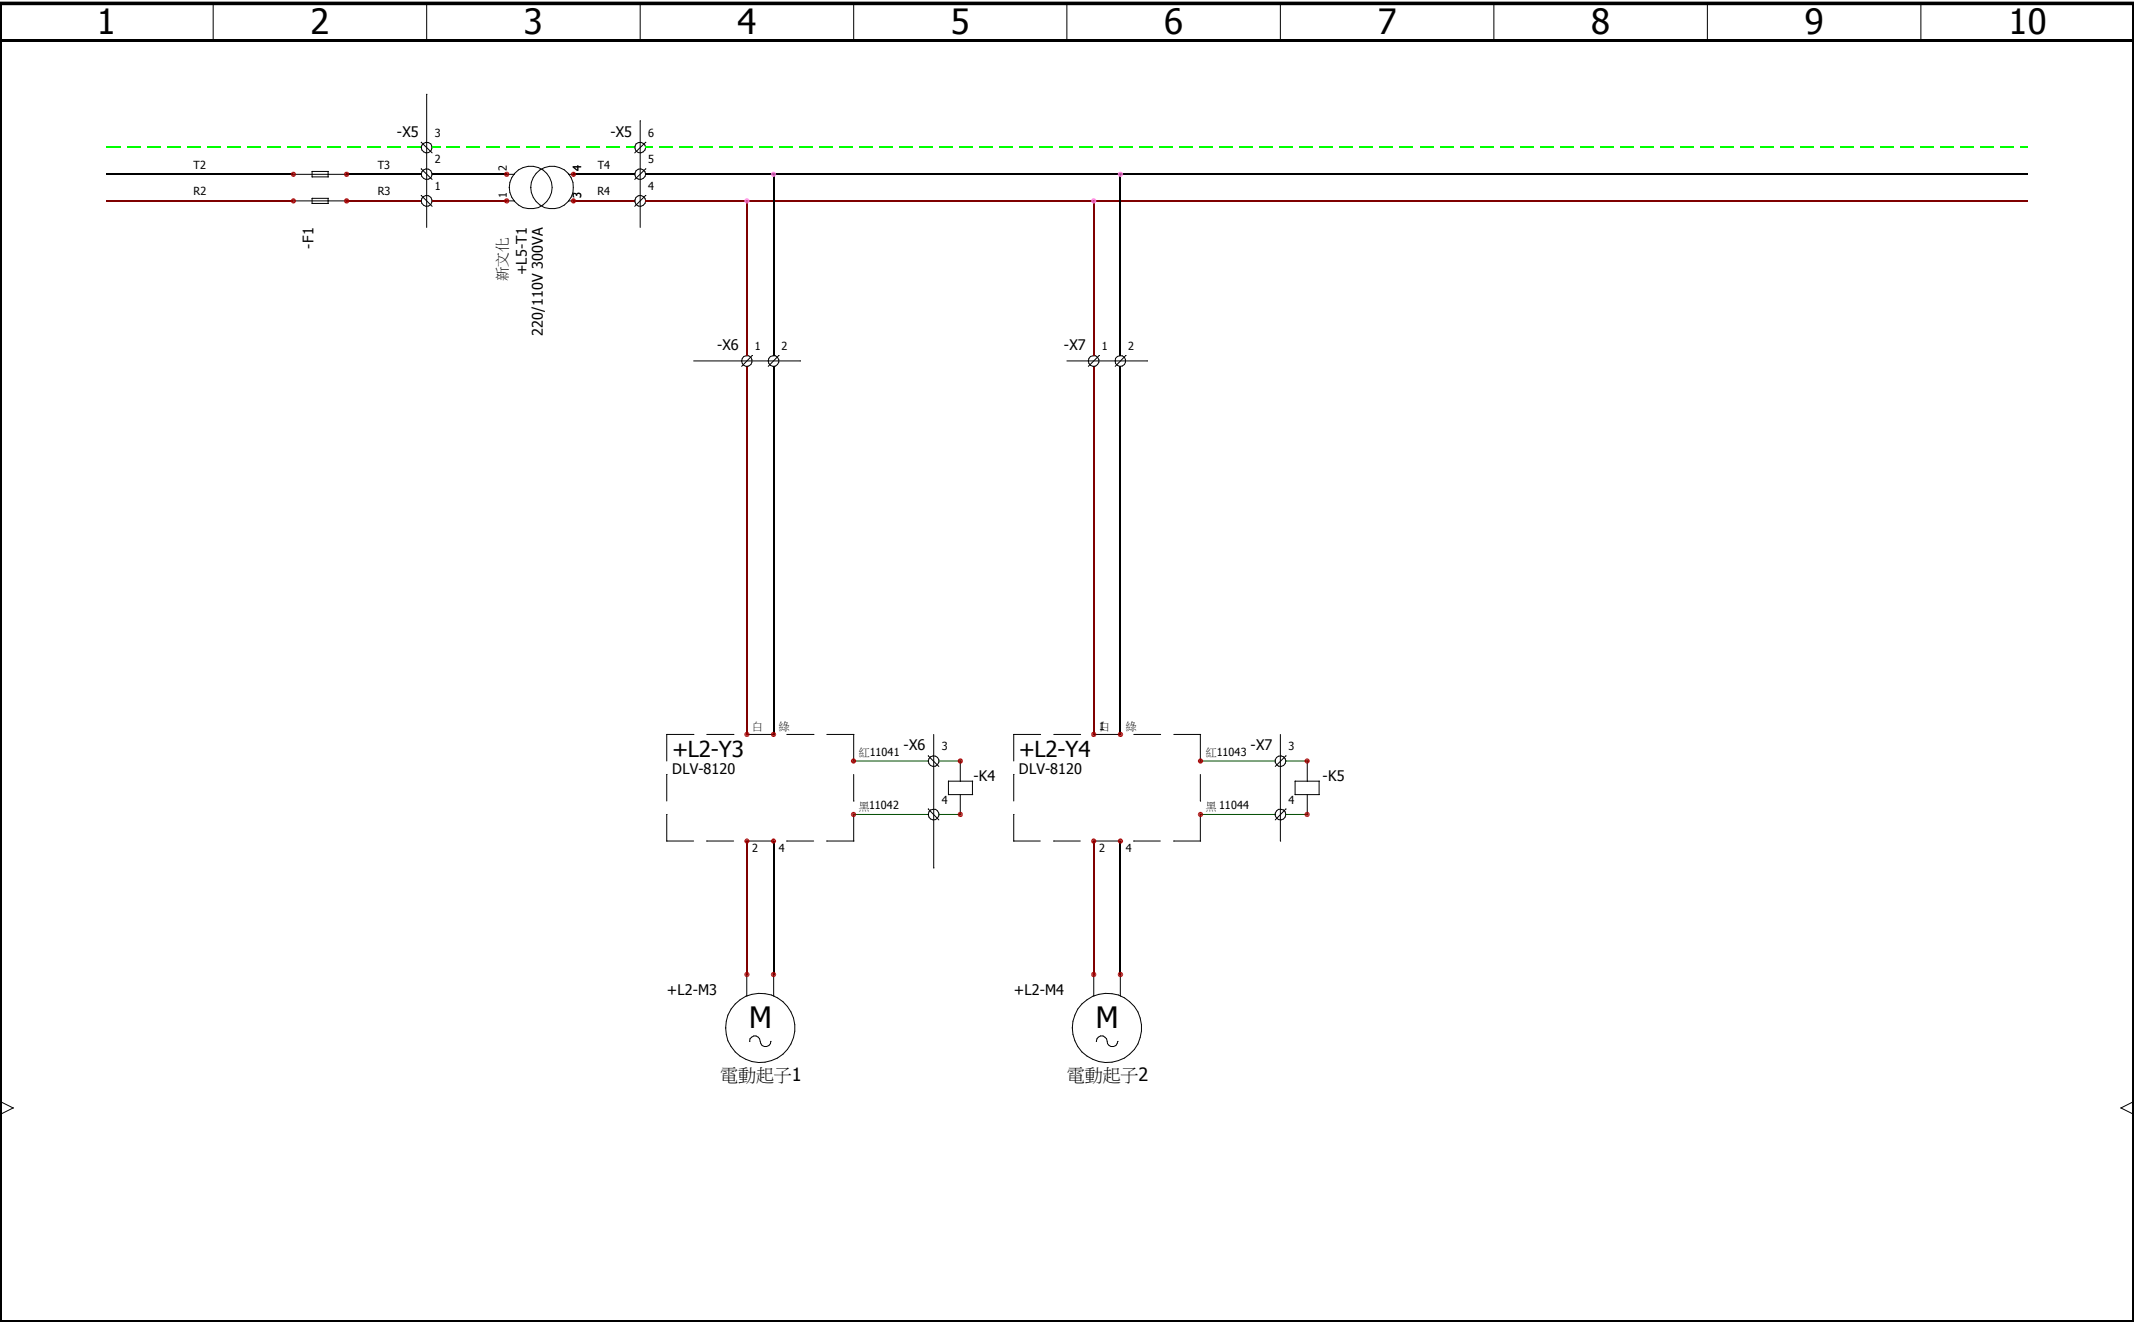 1 2 3 4 5 6 7 8 9 10
-X5 3 -X5 6
T2 T3 2 2 4 T4 5
R2 R3 1 1 3 R4 4
-F1
新文化
+L5-T1
220/110V 300VA
-X6 1 2
-X7 1 2
白 綠
+L2-Y3
DLV-8120
紅11041 -X6 3
-K4
黑11042 4
2 4
1白 綠
+L2-Y4
DLV-8120
紅11043 -X7 3
-K5
黑 11044 4
2 4
+L2-M3
M
電動起子1
+L2-M4
M
電動起子2